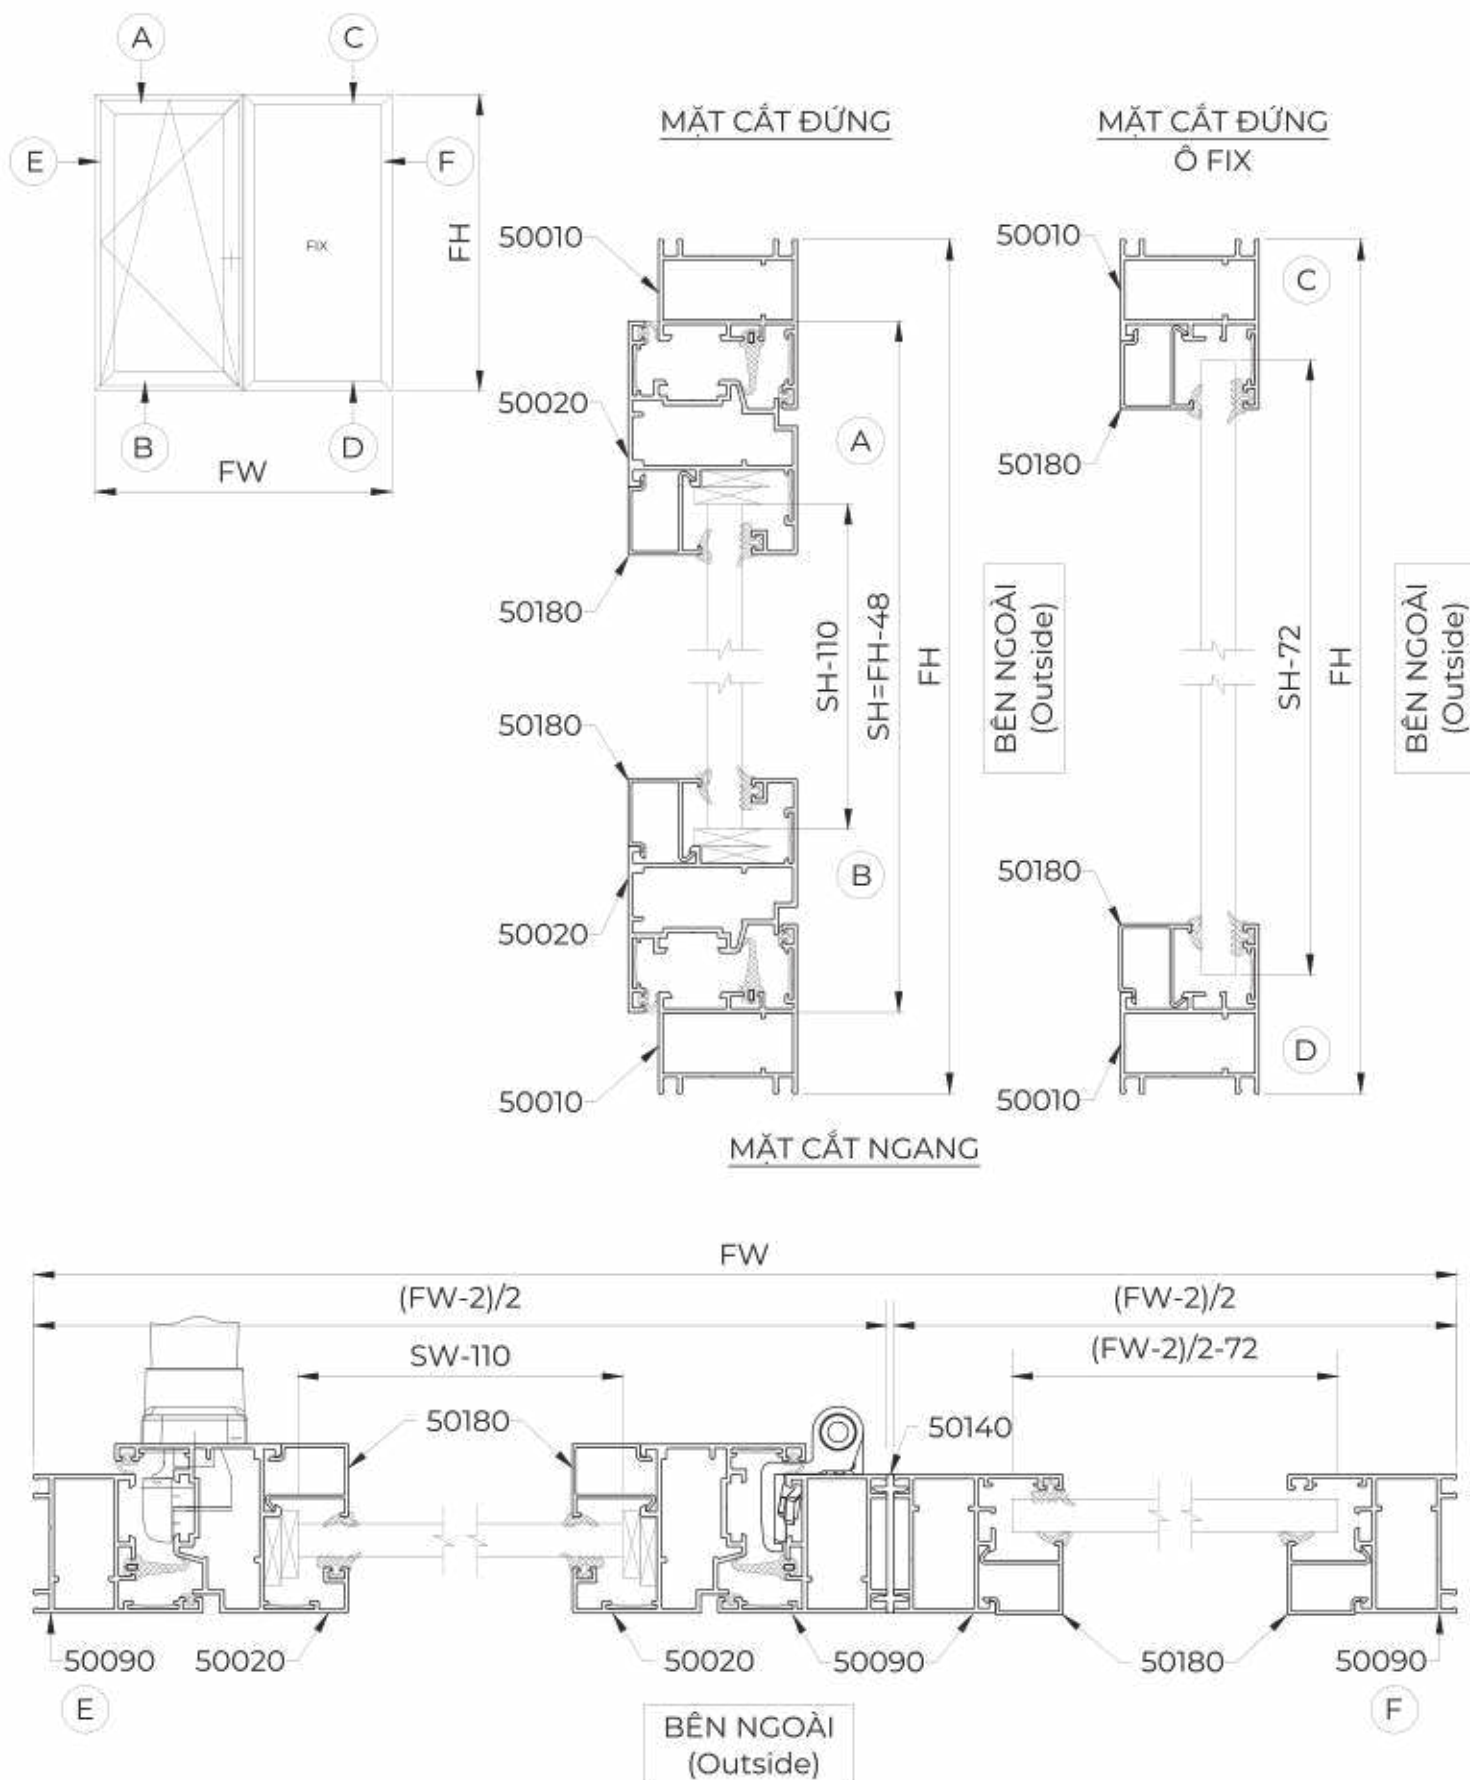 A
C
E
F
FIX
FH
B
D
FW
MẶT CẮT ĐỨNG
50010
50020
A
50180
SH-110
SH=FH-48
FH
BÊN NGOÀI
(Outside)
50180
B
50020
50010
MẶT CẮT ĐỨNG
Ô FIX
50010
C
50180
SH-72
FH
BÊN NGOÀI
(Outside)
50180
D
50010
MẶT CẮT NGANG
FW
(FW-2)/2
(FW-2)/2
SW-110
(FW-2)/2-72
50180
50140
50090
50020
50020
50090
50180
50090
E
F
BÊN NGOÀI
(Outside)